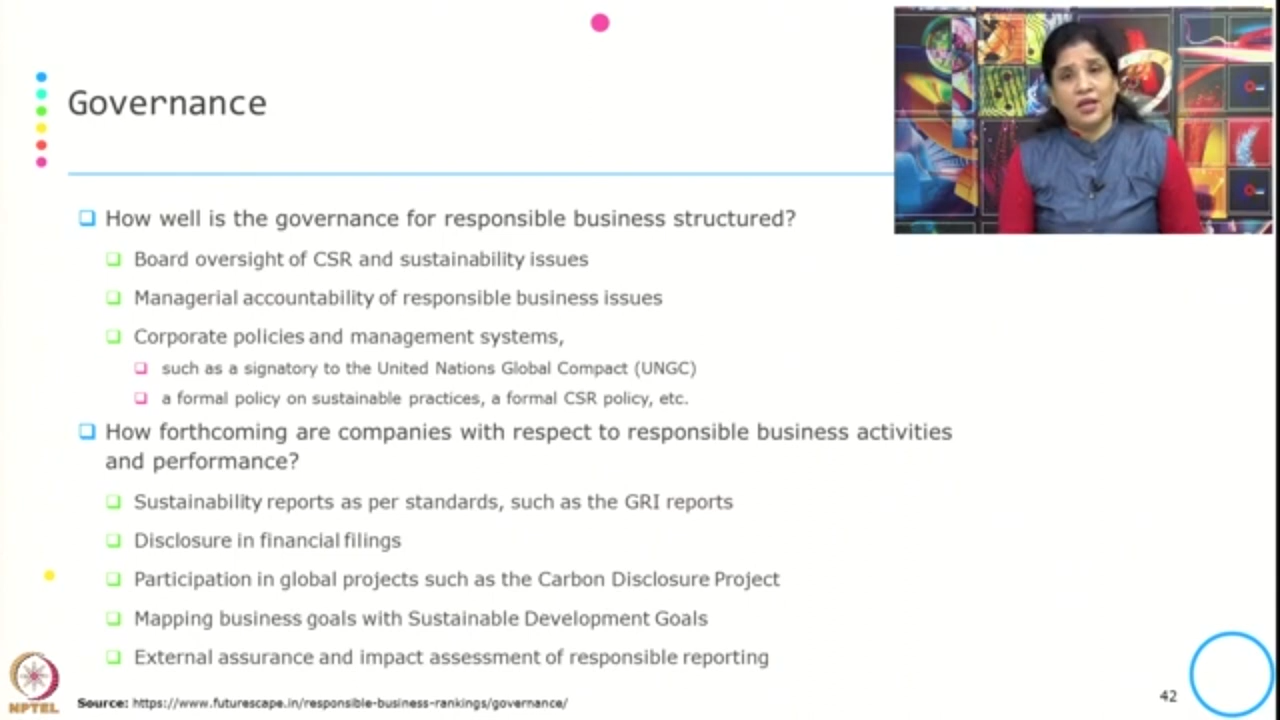 Governance
How well is the governance for responsible business structured?
Board oversight of CSR and sustainability issues
Managerial accountability of responsible business issues
Corporate policies and management systems,
such as a signatory to the United Nations Global Compact (UNGC)
a formal policy on sustainable practices, a formal CSR policy, etc.
How forthcoming are companies with respect to responsible business activities
and performance?
Sustainability reports as per standards, such as the GRI reports
Disclosure in financial filings
Participation in global projects such as the Carbon Disclosure Project
Mapping business goals with Sustainable Development Goals
External assurance and impact assessment of responsible reporting
NPTEL
Source: https://www.futurescape.in/responsible-business-rankings/governance/
42